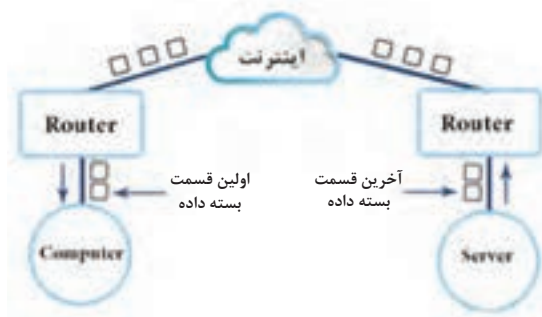 اینترنت
Router
Router
اولین قسمت
بسته داده
آخرین قسمت
بسته داده
Computer
Server